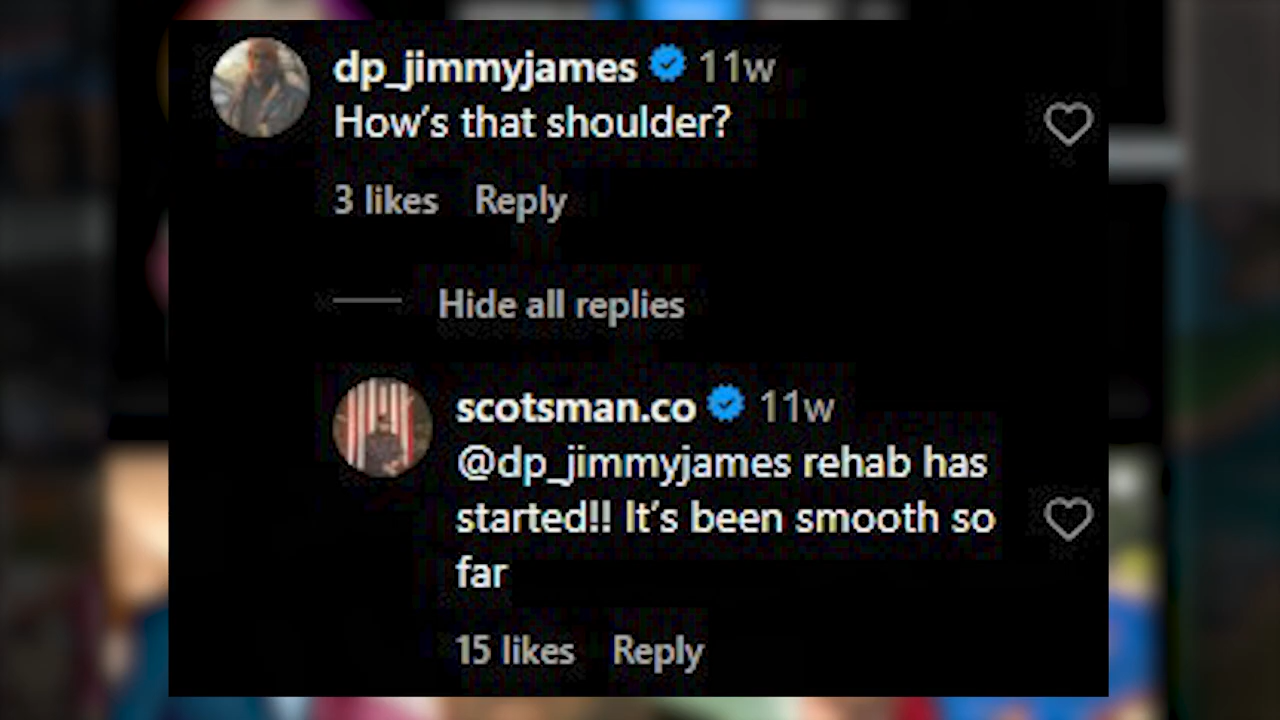 dp_jimmyjames 11w
How's that shoulder?
3 likes Reply
Hide all replies
scotsman.co 11w
@dp_jimmyjames rehab has
started!! It's been smooth so
far
15 likes Reply